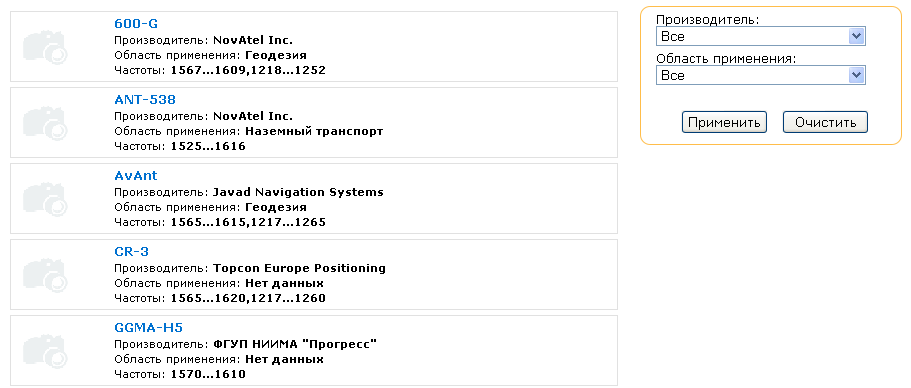 600-G
Производитель: NovAtel Inc.
Область применения: Геодезия
Частоты: 1567...1609,1218...1252
ANT-538
Производитель: NovAtel Inc.
Область применения: Наземный транспорт
Частоты: 1525...1616
AvAnt
Производитель: Javad Navigation Systems
Область применения: Геодезия
Частоты: 1565...1615,1217...1265
CR-3
Производитель: Topcon Europe Positioning
Область применения: Нет данных
Частоты: 1565...1620,1217...1260
GGMA-H5
Производитель: ФГУП НИИМА "Прогресс"
Область применения: Нет данных
Частоты: 1570...1610
Производитель:
Все
Область применения:
Все
Применить Очистить